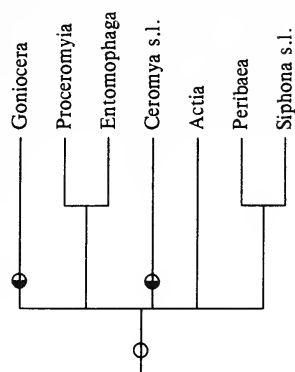 Goniocera
Proceromyia
Entomophaga
Ceromya s.l.
Actia
Peribaea
Siphona s.l.